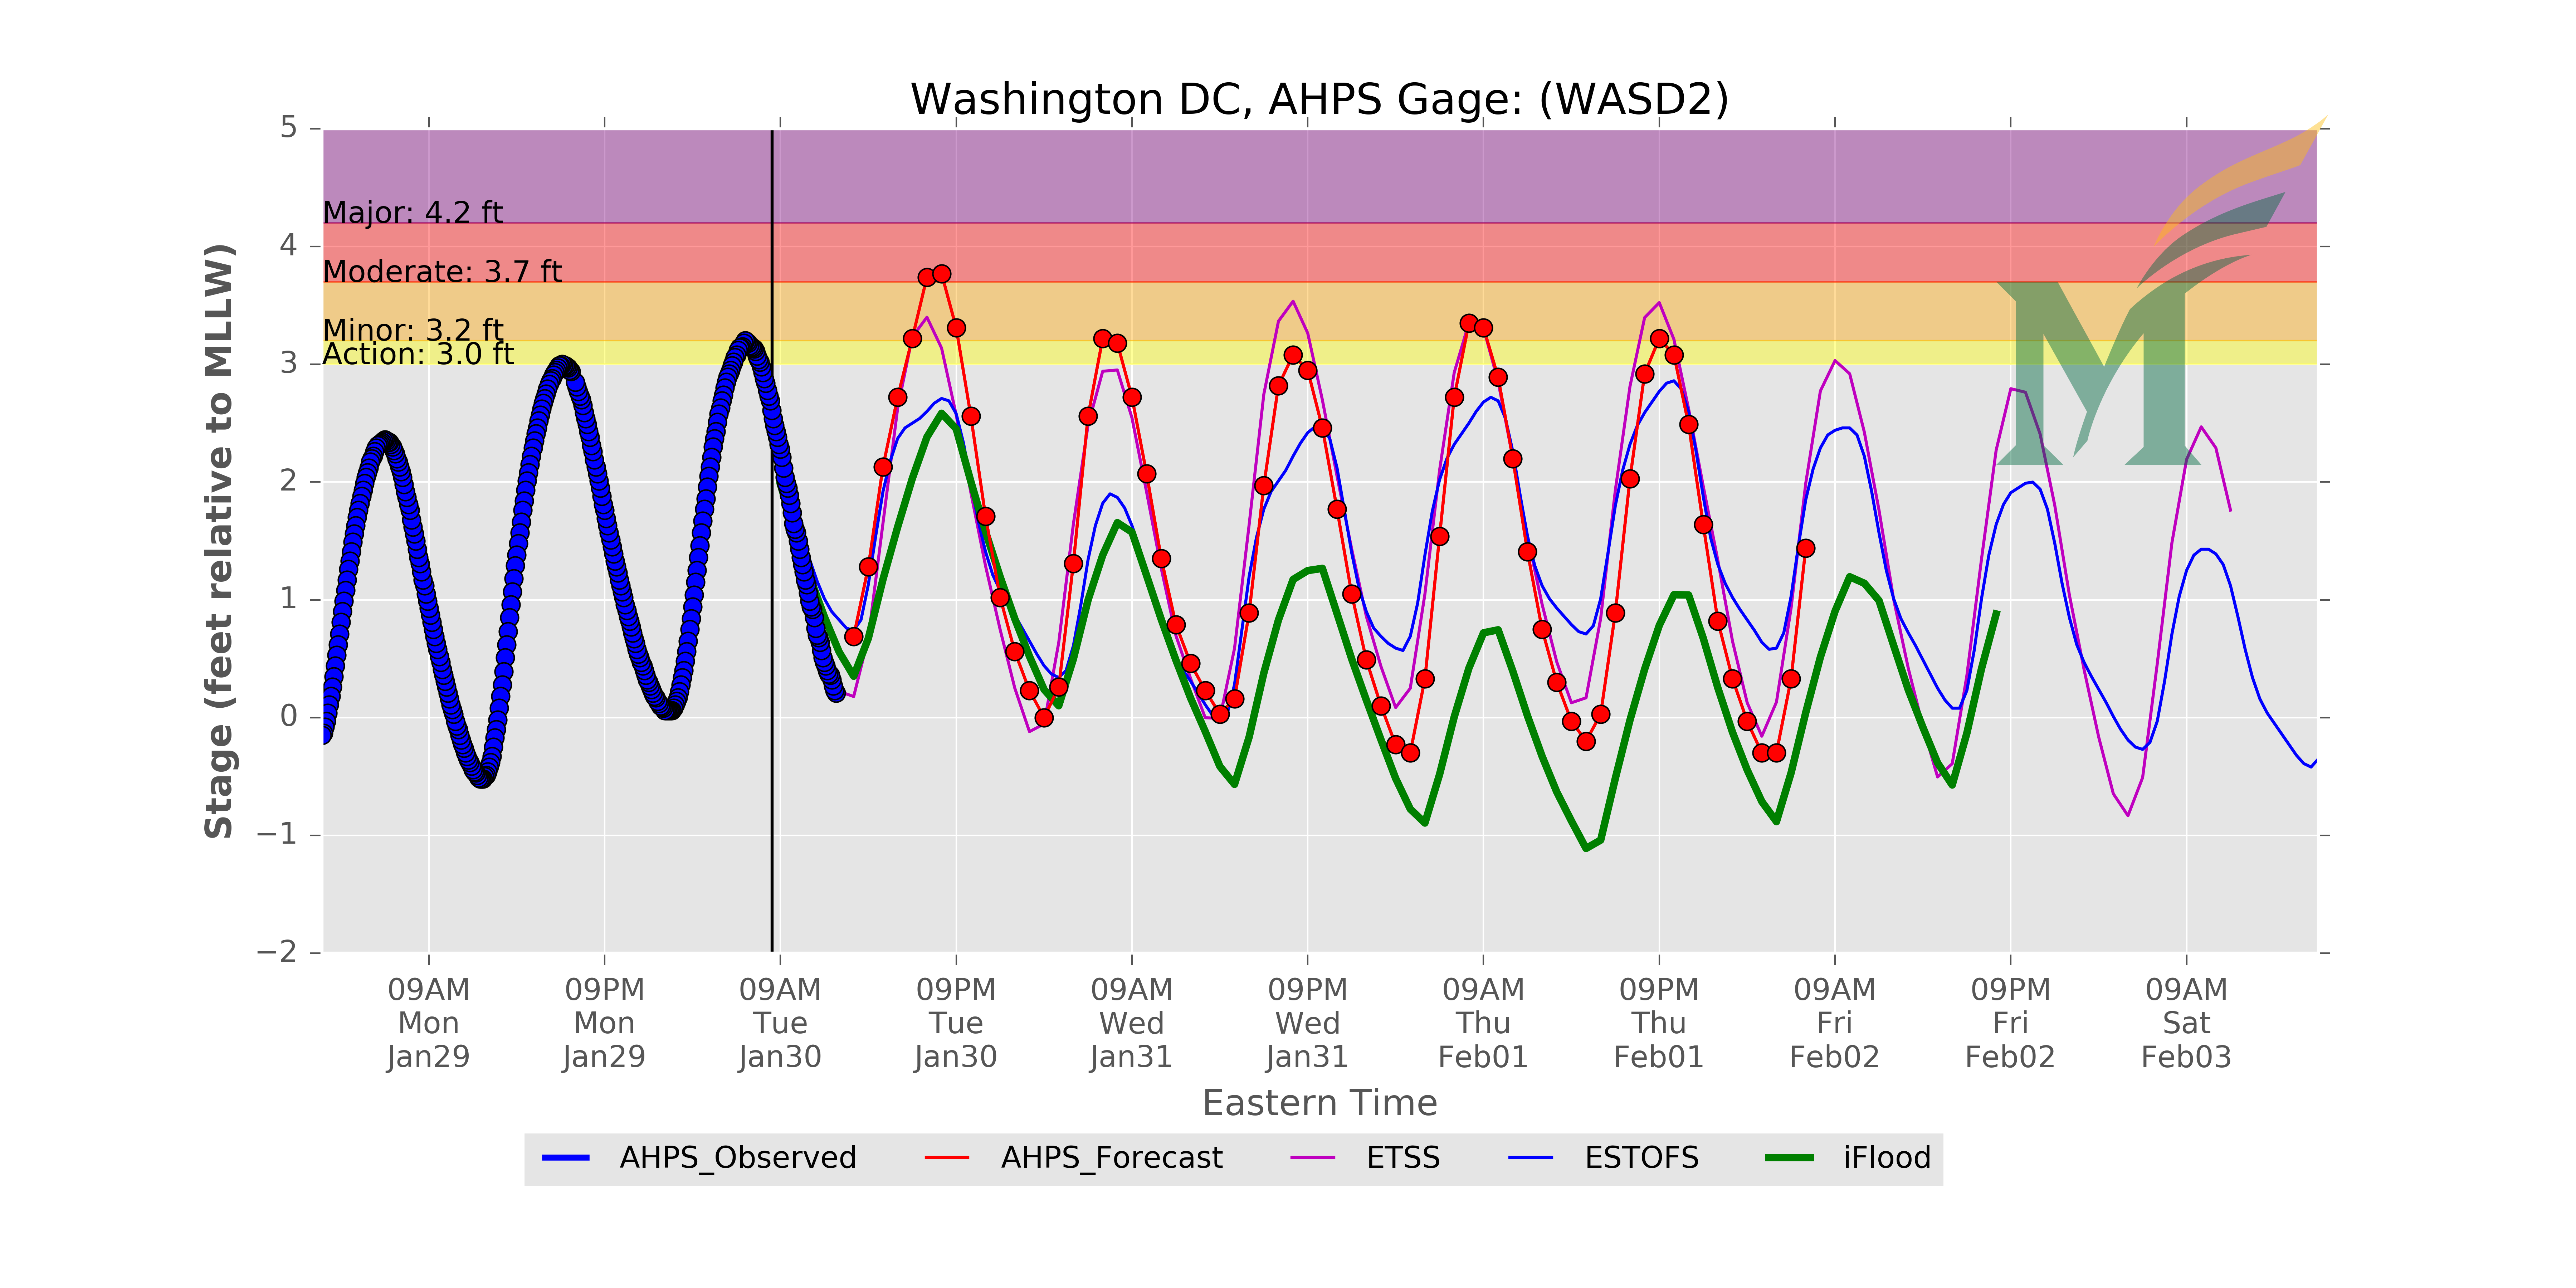 Washington DC, AHPS Gage: (WASD2)
Stage (feet relative to MLLW)
5
4
3
2
1
0
−1
−2
Major: 4.2 ft
Moderate: 3.7 ft
Minor: 3.2 ft
Action: 3.0 ft
M
09AM 09PM 09AM 09PM 09AM 09PM 09AM 09PM 09AM 09PM 09AM
Mon Mon Tue Tue Wed Wed Thu Thu Fri Fri Sat
Jan29 Jan29 Jan30 Jan30 Jan31 Jan31 Feb01 Feb01 Feb02 Feb02 Feb03
Eastern Time
AHPS_Observed AHPS_Forecast ETSS ESTOFS iFlood